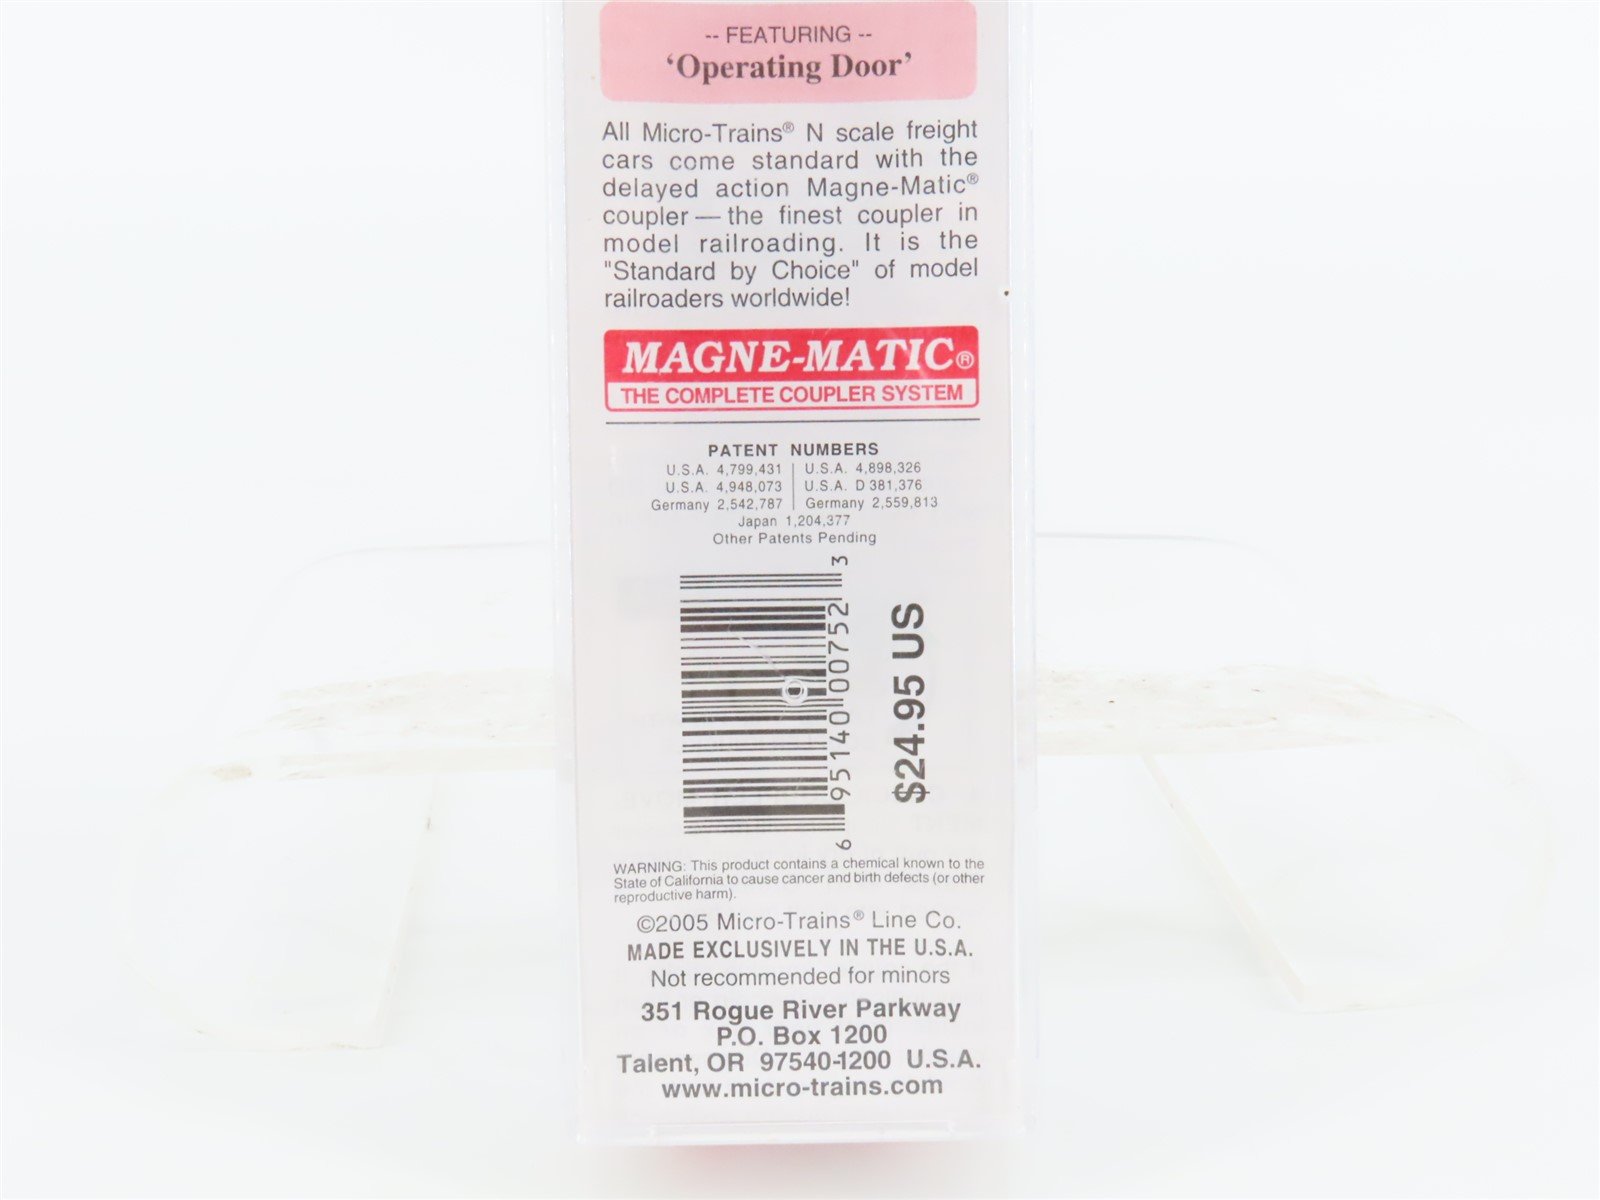 -- FEATURING --
‘Operating Door’
All Micro-Trains® N scale freight
cars come standard with the
delayed action Magne-Matic®
coupler — the finest coupler in
model railroading. It is the
"Standard by Choice" of model
railroaders worldwide!
MAGNE-MATIC®
THE COMPLETE COUPLER SYSTEM
PATENT NUMBERS
U.S.A. 4,799,431 | U.S.A. 4,898,326
U.S.A. 4,948,073 | U.S.A. D 381,376
Germany 2,542,787 | Germany 2,559,813
Japan 1,204,377
Other Patents Pending
6 95140 00752 3
$24.95 US
WARNING: This product contains a chemical known to the
State of California to cause cancer and birth defects (or other
reproductive harm).
©2005 Micro-Trains® Line Co.
MADE EXCLUSIVELY IN THE U.S.A.
Not recommended for minors
351 Rogue River Parkway
P.O. Box 1200
Talent, OR 97540-1200 U.S.A.
www.micro-trains.com